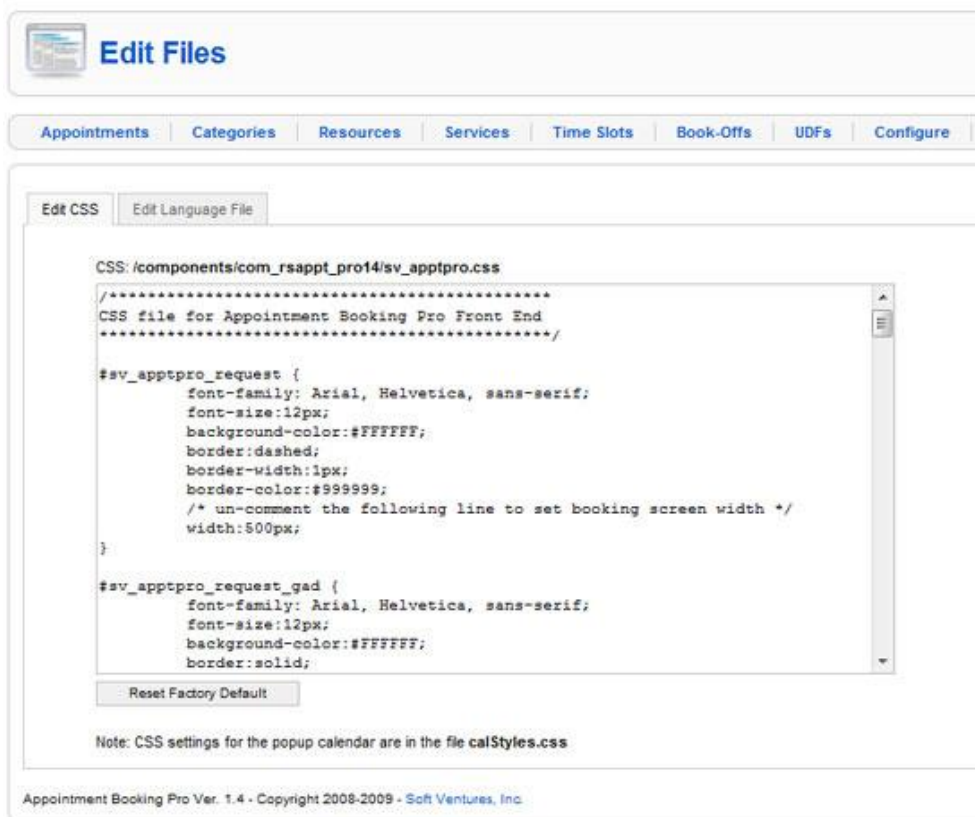 Edit Files
Appointments Categories Resources Services Time Slots Book-Offs UDFs Configure
Edit CSS Edit Language File
CSS: /components/com_rsappt_pro14/sv_apptpro.css
/***********************************************
CSS file for Appointment Booking Pro Front End
************************************************/
#sv_apptpro_request {
font-family: Arial, Helvetica, sans-serif;
font-size:12px;
background-color:#FFFFFF;
border:dashed;
border-width:1px;
border-color:#999999;
/* un-comment the following line to set booking screen width */
width:500px;
}
#sv_apptpro_request_gad {
font-family: Arial, Helvetica, sans-serif;
font-size:12px;
background-color:#FFFFFF;
border:solid;
Reset Factory Default
Note: CSS settings for the popup calendar are in the file calStyles.css
Appointment Booking Pro Ver. 1.4 - Copyright 2008-2009 - Soft Ventures, Inc.